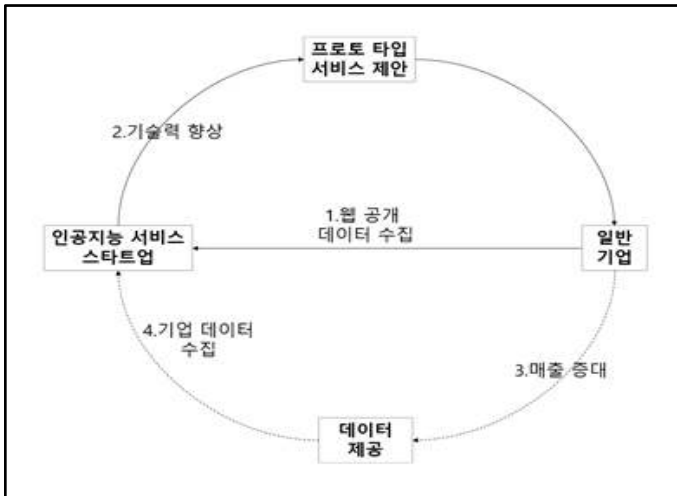 프로토 타입
서비스 제안
2.기술력 향상
1.웹 공개
데이터 수집
인공지능 서비스
스타트업
일반
기업
4.기업 데이터
수집
3.매출 증대
데이터
제공